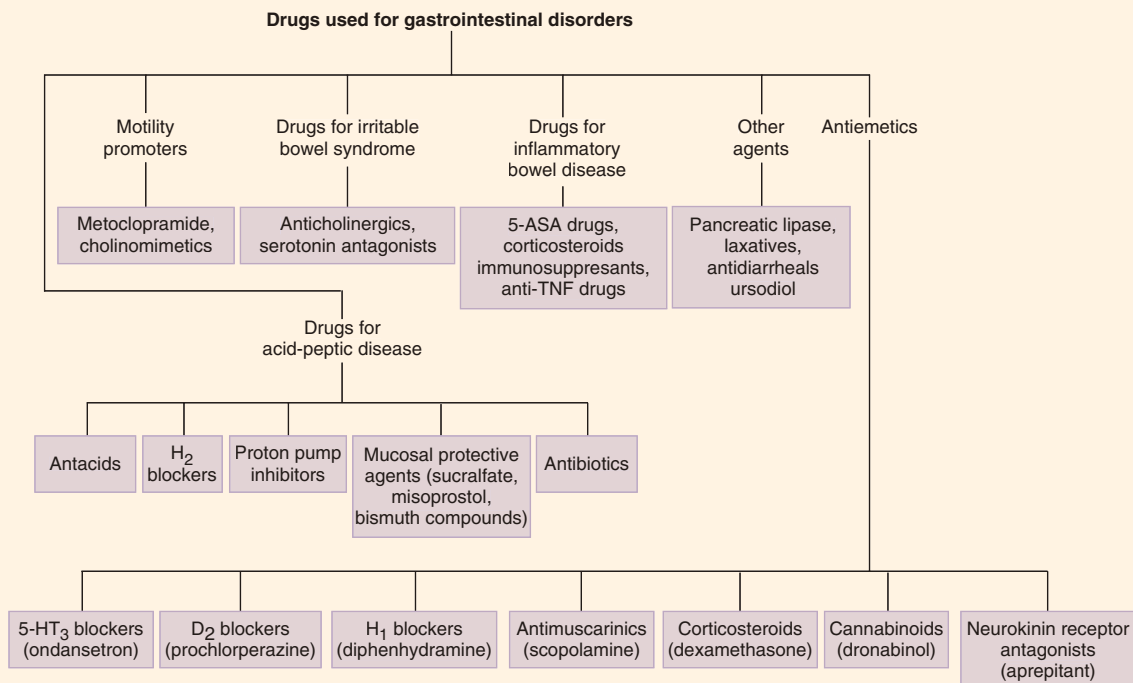 Drugs used for gastrointestinal disorders
Motility
promoters
Drugs for irritable
bowel syndrome
Drugs for
inflammatory
bowel disease
Other
agents
Antiemetics
Metoclopramide,
cholinomimetics
Anticholinergics,
serotonin antagonists
5-ASA drugs,
corticosteroids
immunosuppresants,
anti-TNF drugs
Pancreatic lipase,
laxatives,
antidiarrheals
ursodiol
Drugs for
acid-peptic disease
Antacids
H2
blockers
Proton pump
inhibitors
Mucosal protective
agents (sucralfate,
misoprostol,
bismuth compounds)
Antibiotics
5-HT3 blockers
(ondansetron)
D2 blockers
(prochlorperazine)
H1 blockers
(diphenhydramine)
Antimuscarinics
(scopolamine)
Corticosteroids
(dexamethasone)
Cannabinoids
(dronabinol)
Neurokinin receptor
antagonists
(aprepitant)